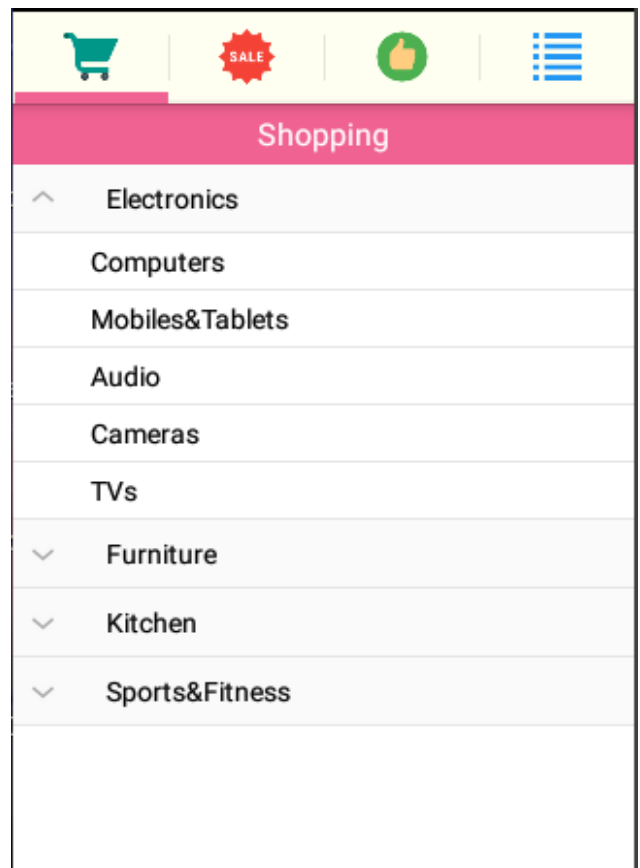 SALE
Shopping
Electronics
Computers
Mobiles&Tablets
Audio
Cameras
TVs
Furniture
Kitchen
Sports&Fitness